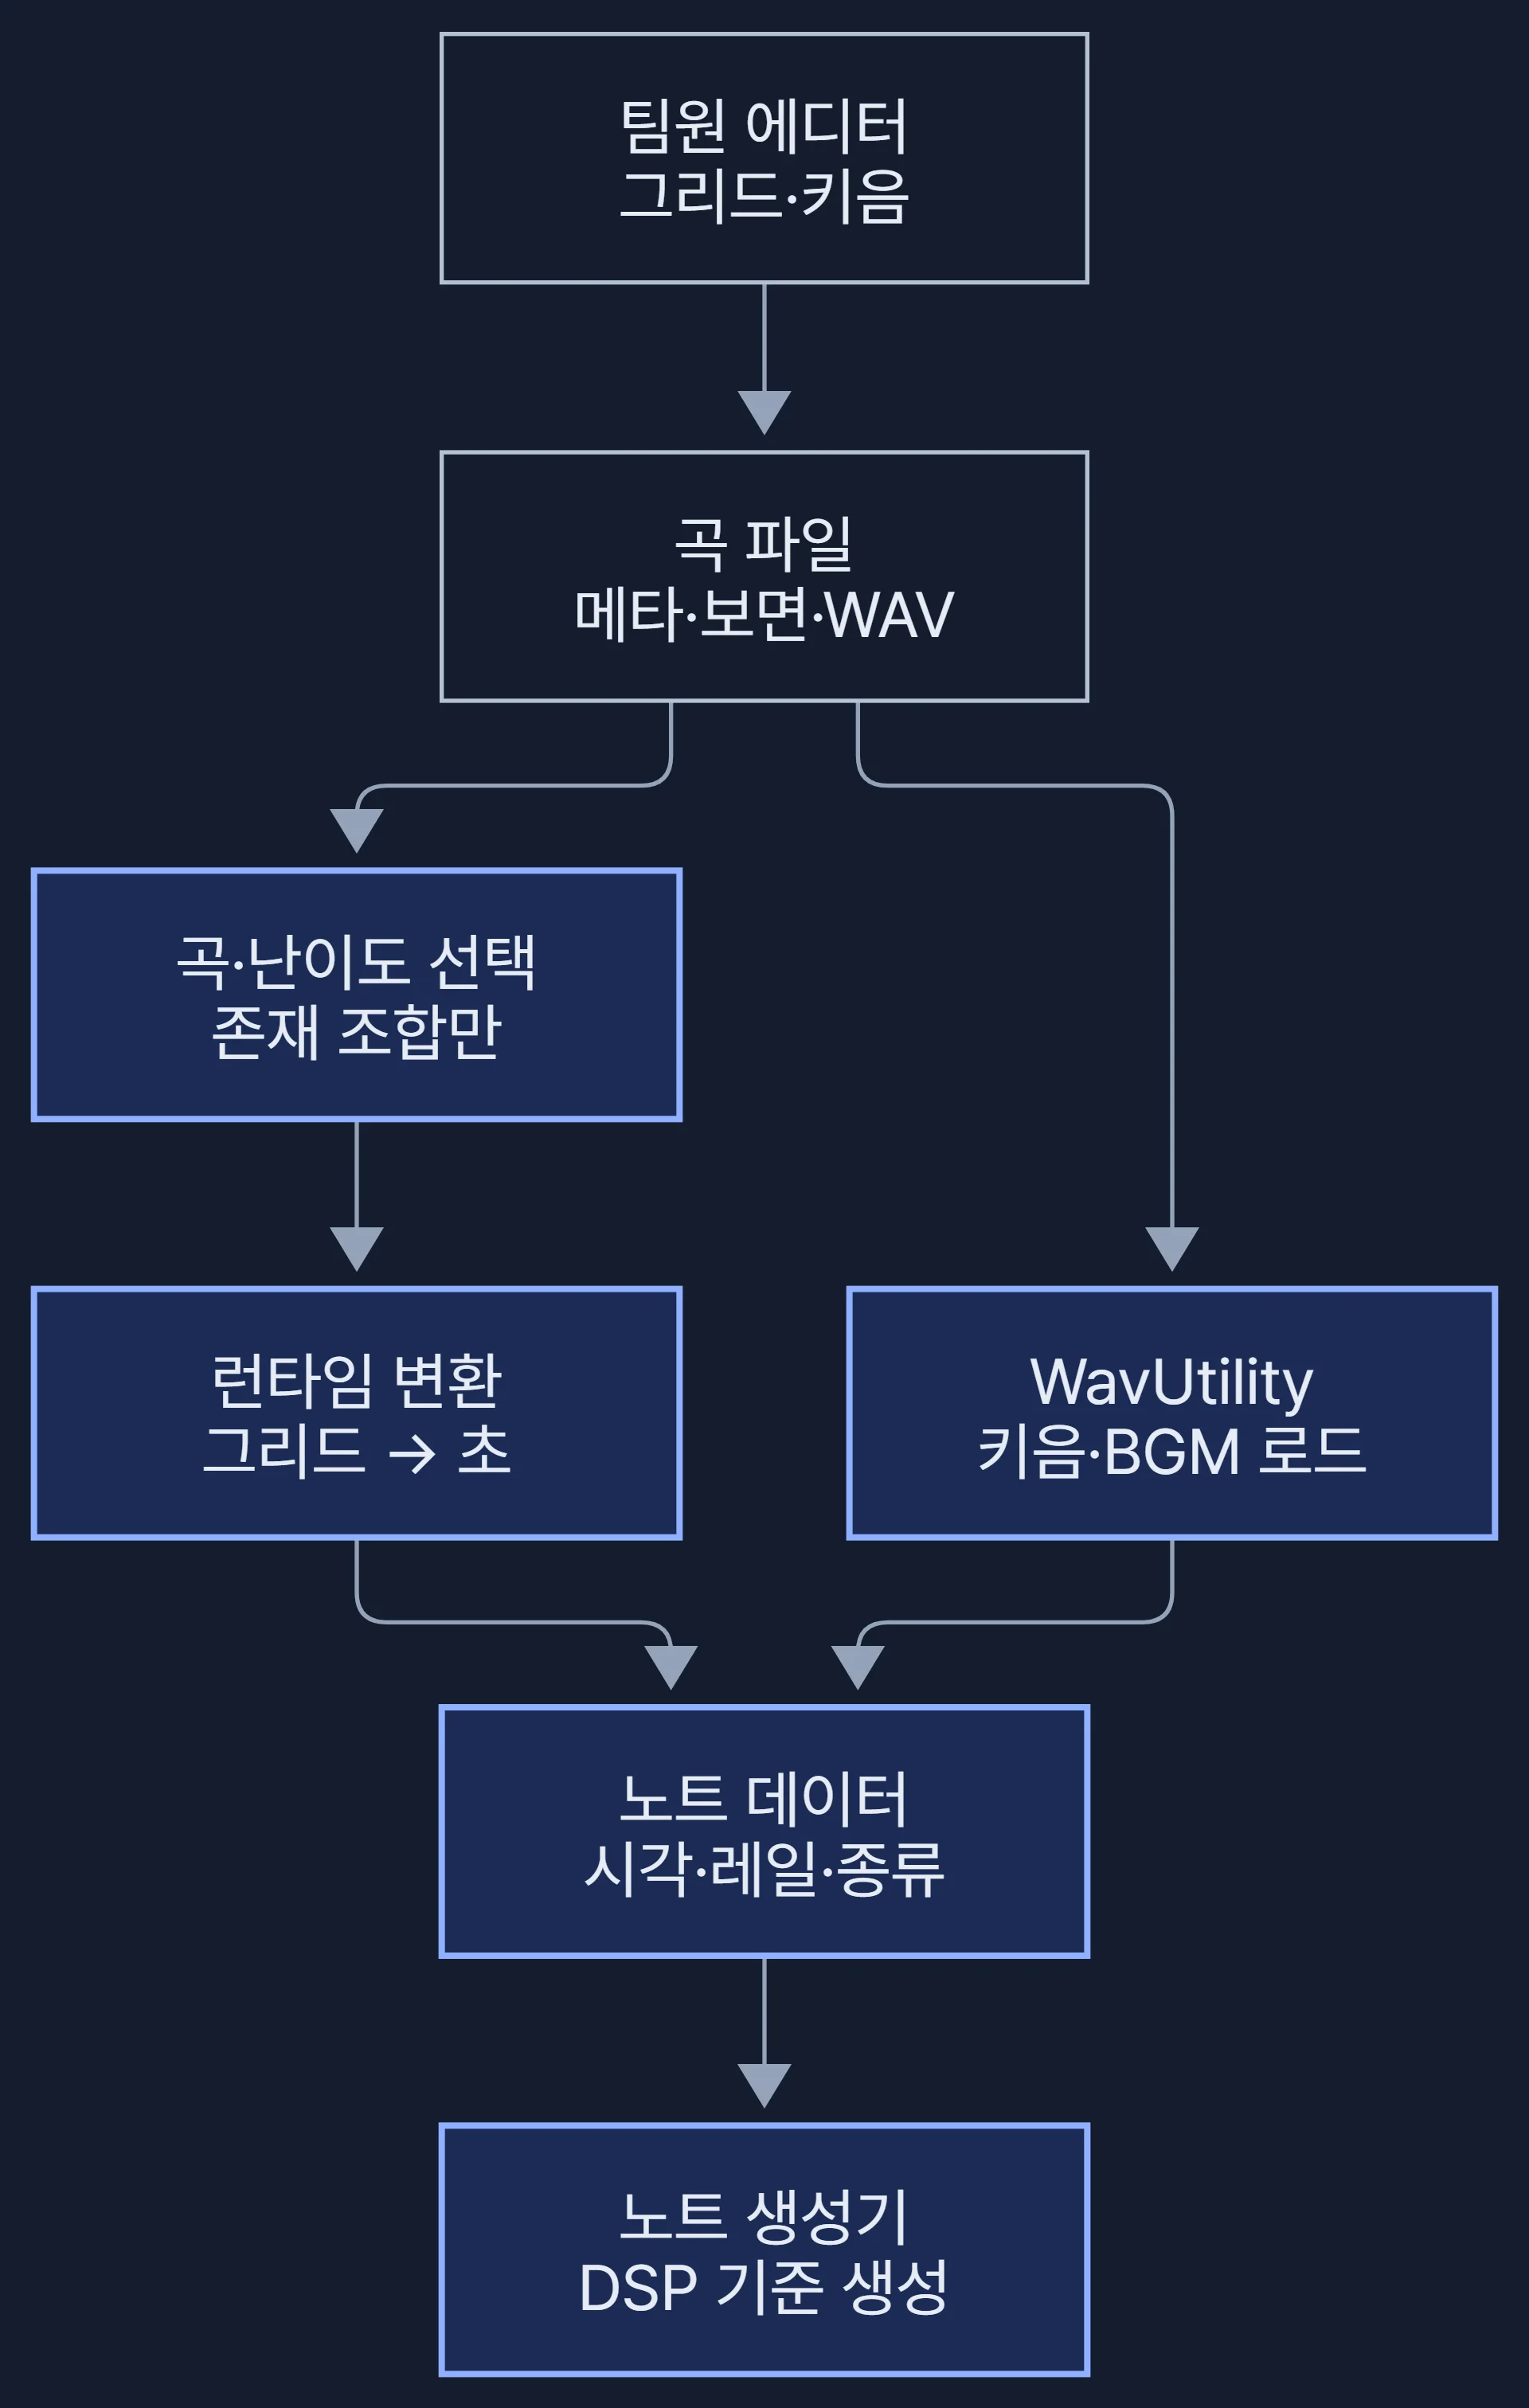 팀원 에디터
그리드·키음
곡 파일
메타·보면·WAV
곡·난이도 선택
존재 조합만
런타임 변환
그리드 → 초
WavUtility
키음·BGM 로드
노트 데이터
시각·레일·종류
노트 생성기
DSP 기준 생성